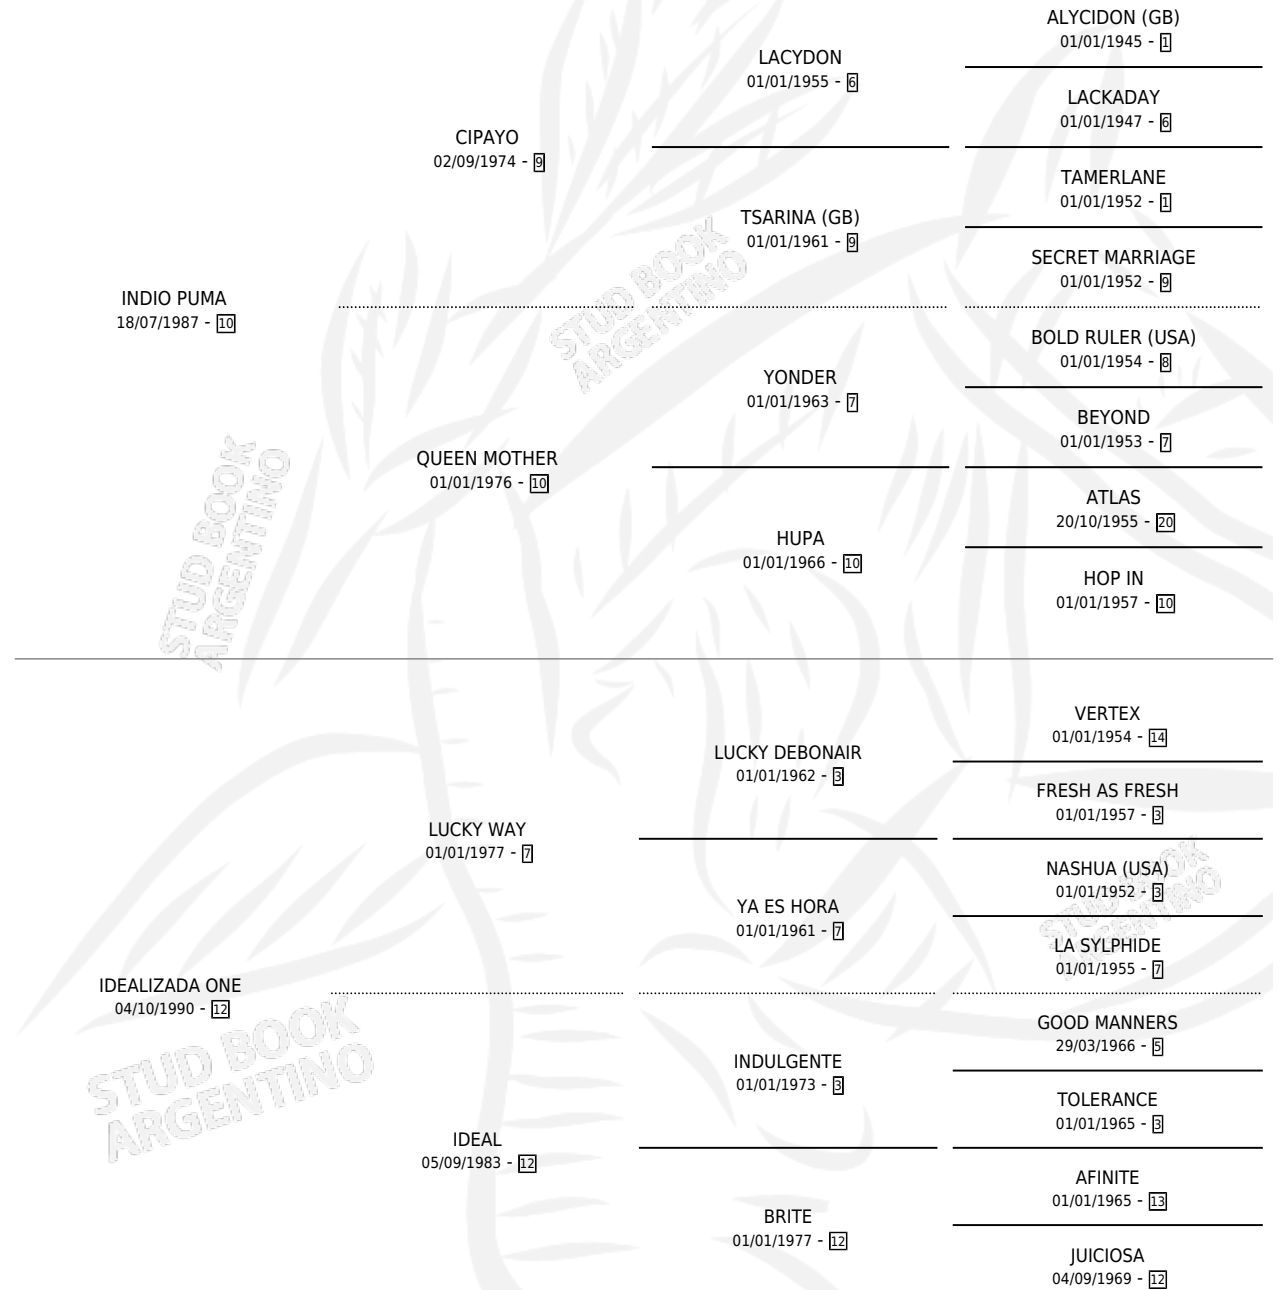 ALYCIDON (GB)
01/01/1945 - 1
LACYDON
01/01/1955 - 6
LACKADAY
01/01/1947 - 6
CIPAYO
02/09/1974 - 9
TAMERLANE
01/01/1952 - 1
TSARINA (GB)
01/01/1961 - 9
SECRET MARRIAGE
01/01/1952 - 9
INDIO PUMA
18/07/1987 - 10
STUD BOOK
ARGENTINO
BOLD RULER (USA)
01/01/1954 - 8
YONDER
01/01/1963 - 7
BEYOND
01/01/1953 - 7
QUEEN MOTHER
01/01/1976 - 10
ATLAS
20/10/1955 - 20
HUPA
01/01/1966 - 10
HOP IN
01/01/1957 - 10
STUD BOOK
ARGENTINO
VERTEX
01/01/1954 - 14
LUCKY DEBONAIR
01/01/1962 - 3
FRESH AS FRESH
01/01/1957 - 3
LUCKY WAY
01/01/1977 - 7
NASHUA (USA)
01/01/1952 - 3
YA ES HORA
01/01/1961 - 7
STUD BOOK
ARGENTINO
LA SYLPHIDE
01/01/1955 - 7
IDEALIZADA ONE
04/10/1990 - 12
STUD BOOK
ARGENTINO
GOOD MANNERS
29/03/1966 - 5
INDULGENTE
01/01/1973 - 3
TOLERANCE
01/01/1965 - 3
IDEAL
05/09/1983 - 12
AFINITE
01/01/1965 - 13
BRITE
01/01/1977 - 12
JUICIOSA
04/09/1969 - 12